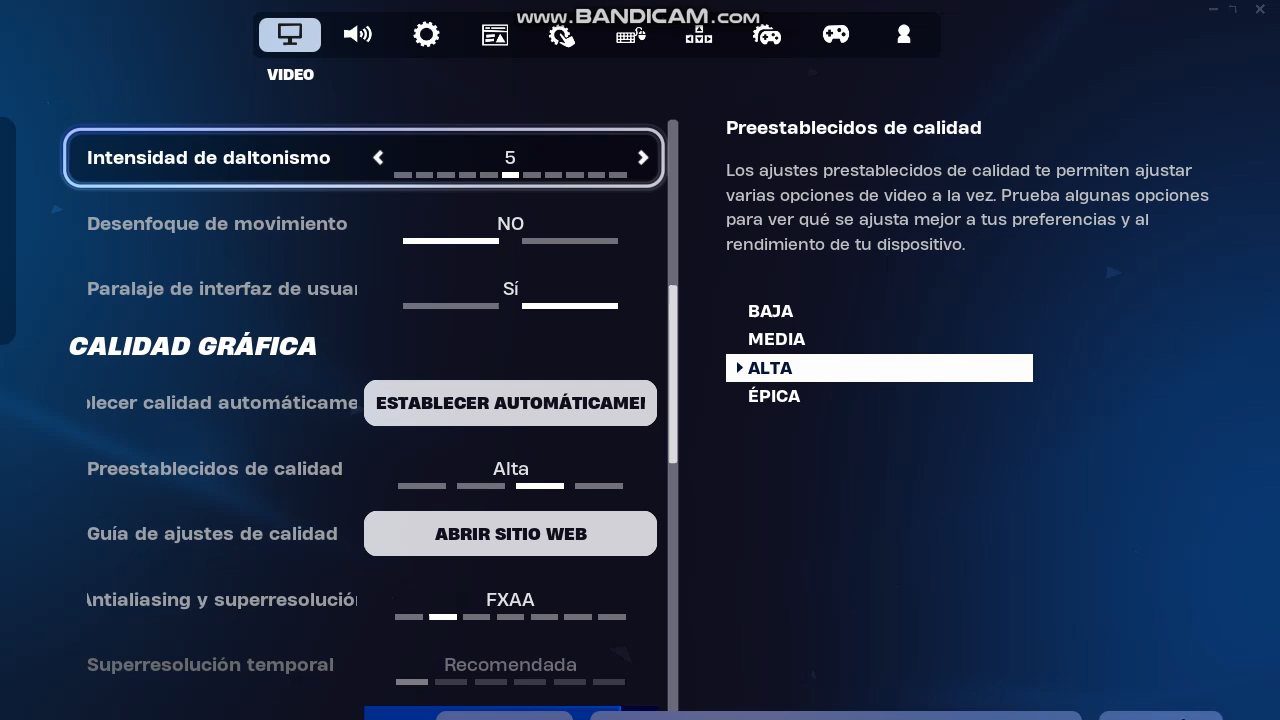 www.BANDICAM.com
VIDEO
Intensidad de daltonismo
5
Desenfoque de movimiento
NO
Paralaje de interfaz de usuar
Sí
CALIDAD GRÁFICA
lecer calidad automáticame
ESTABLECER AUTOMÁTICAMEI
Preestablecidos de calidad
Alta
Guía de ajustes de calidad
ABRIR SITIO WEB
Antialiasing y superresolución
FXAA
Superresolución temporal
Recomendada
Preestablecidos de calidad
Los ajustes prestablecidos de calidad te permiten ajustar
varias opciones de video a la vez. Prueba algunas opciones
para ver qué se ajusta mejor a tus preferencias y al
rendimiento de tu dispositivo.
BAJA
MEDIA
ALTA
ÉPICA